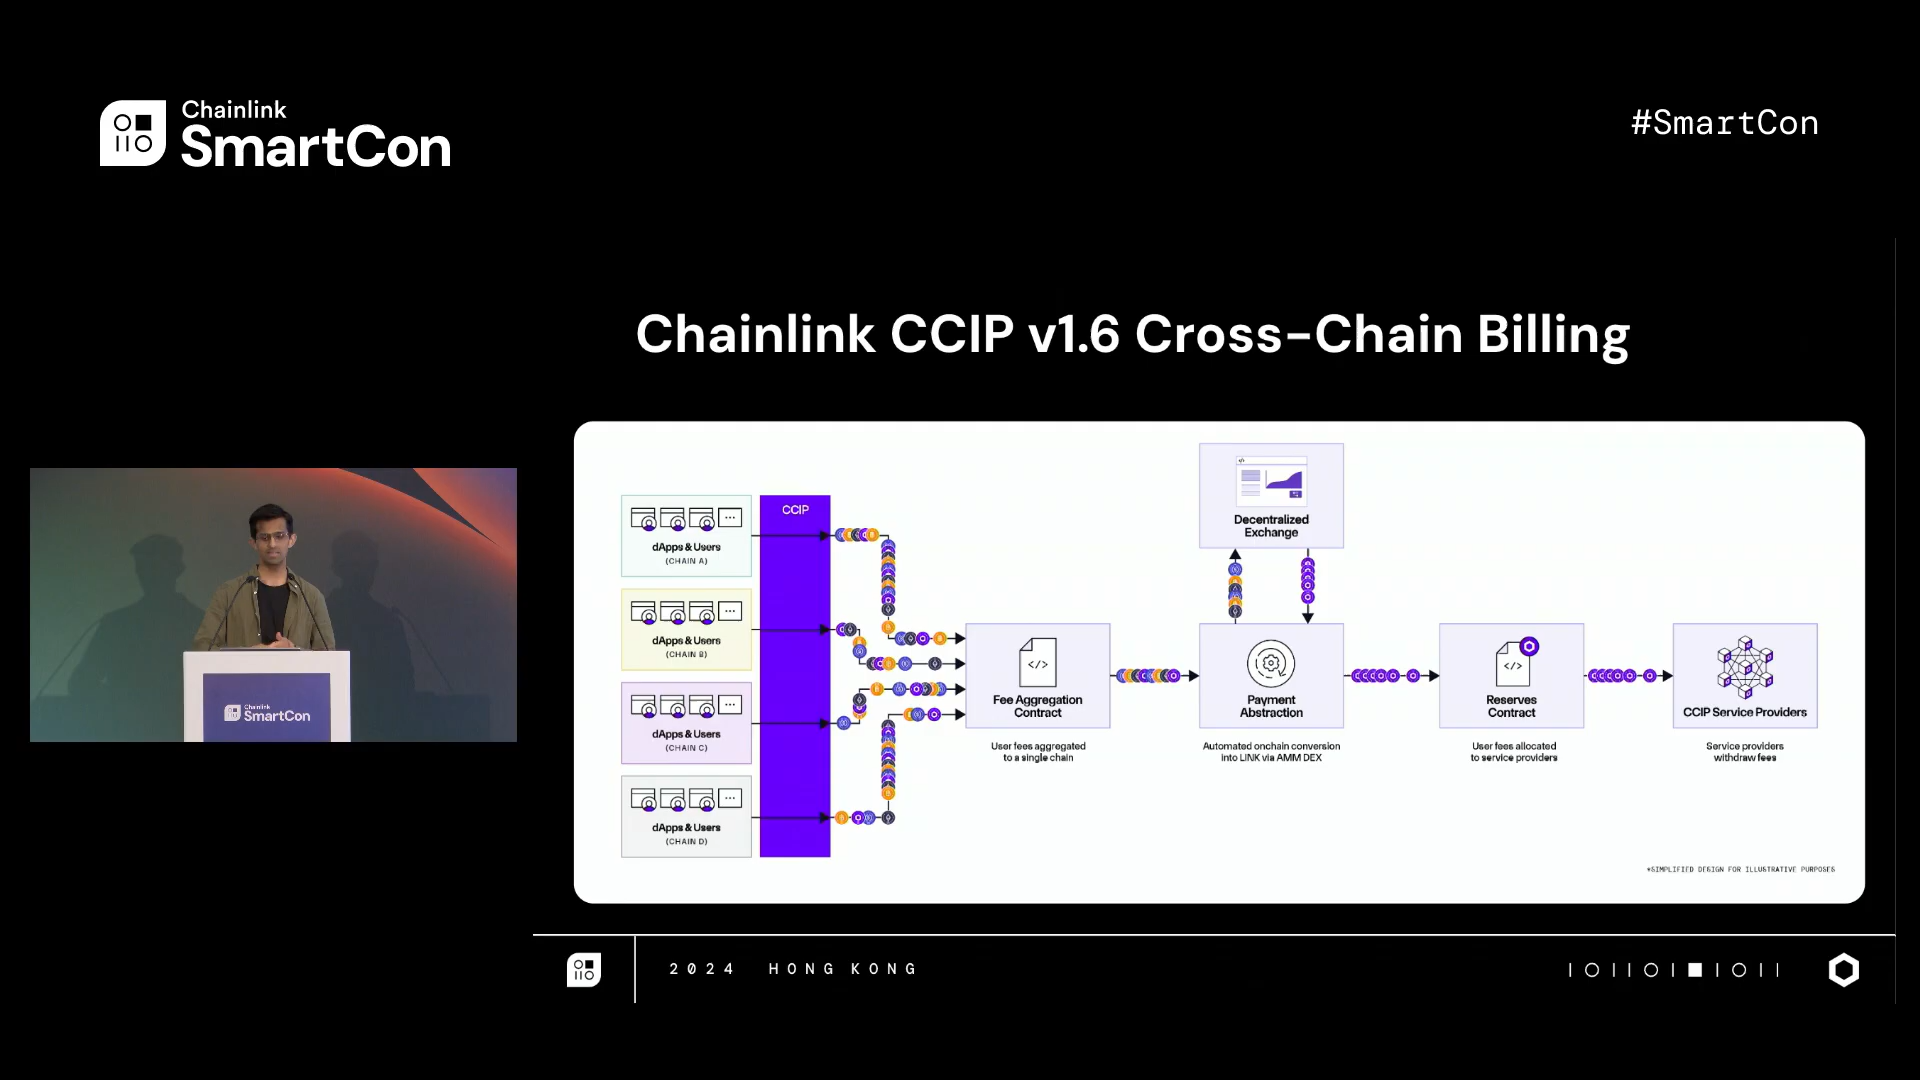 Chainlink
SmartCon
#SmartCon
Chainlink CCIP v1.6 Cross-Chain Billing
CCIP
dApps & Users
(CHAIN A)
dApps & Users
(CHAIN B)
dApps & Users
(CHAIN C)
dApps & Users
(CHAIN D)
Decentralized
Exchange
</>
Fee Aggregation
Contract
User fees aggregated
to a single chain
Payment
Abstraction
Automated onchain conversion
into LINK via AMM DEX
</>
Reserves
Contract
User fees allocated
to service providers
CCIP Service Providers
Service providers
withdraw fees
*SIMPLIFIED DESIGN FOR ILLUSTRATIVE PURPOSES
Chainlink
SmartCon
2024 HONG KONG